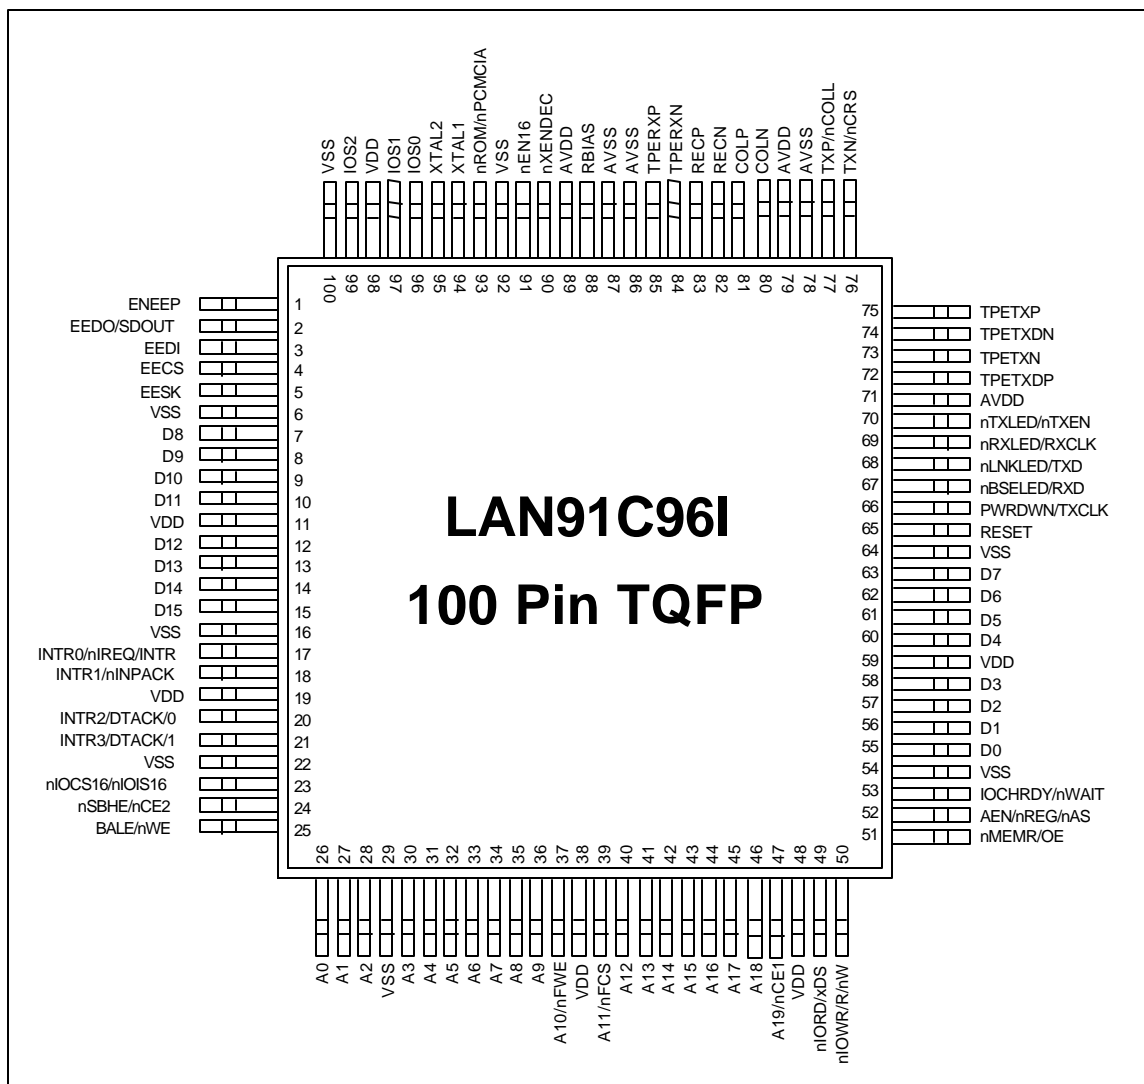 VSS
IOS2
VDD
IOS1
IOS0
XTAL2
XTAL1
nROM/nPCMCIA
VSS
nEN16
nXENDEC
AVDD
RBIAS
AVSS
AVSS
TPERXP
TPERXN
RECP
RECN
COLP
COLN
AVDD
AVSS
TXP/nCOLL
TXN/nCRS
100
99
98
97
96
95
94
93
92
91
90
89
88
87
86
85
84
83
82
81
80
79
78
77
76
ENEEP 1
EEDO/SDOUT 2
EEDI 3
EECS 4
EESK 5
VSS 6
D8 7
D9 8
D10 9
D11 10
VDD 11
D12 12
D13 13
D14 14
D15 15
VSS 16
INTR0/nIREQ/INTR 17
INTR1/nINPACK 18
VDD 19
INTR2/DTACK/0 20
INTR3/DTACK/1 21
VSS 22
nIOCS16/nIOIS16 23
nSBHE/nCE2 24
BALE/nWE 25
LAN91C96I
100 Pin TQFP
75 TPETXP
74 TPETXDN
73 TPETXN
72 TPETXDP
71 AVDD
70 nTXLED/nTXEN
69 nRXLED/RXCLK
68 nLNKLED/TXD
67 nBSELED/RXD
66 PWRDWN/TXCLK
65 RESET
64 VSS
63 D7
62 D6
61 D5
60 D4
59 VDD
58 D3
57 D2
56 D1
55 D0
54 VSS
53 IOCHRDY/nWAIT
52 AEN/nREG/nAS
51 nMEMR/OE
26
27
28
29
30
31
32
33
34
35
36
37
38
39
40
41
42
43
44
45
46
47
48
49
50
A0
A1
A2
VSS
A3
A4
A5
A6
A7
A8
A9
A10/nFWE
VDD
A11/nFCS
A12
A13
A14
A15
A16
A17
A18
A19/nCE1
VDD
nIORD/xDS
nIOWR/R/nW